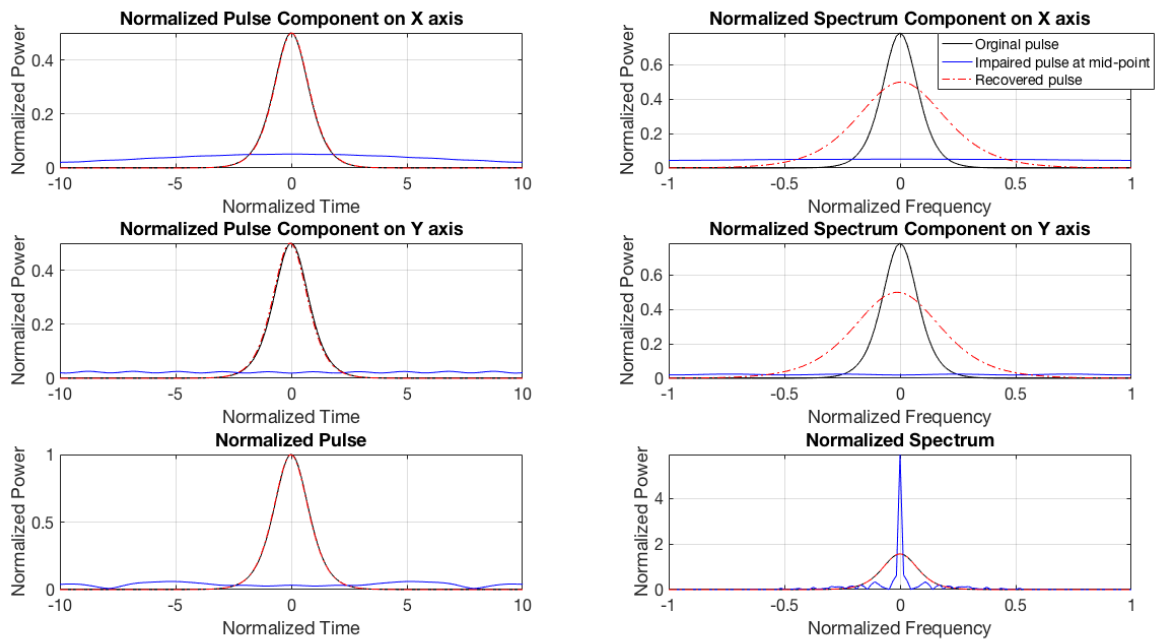 Normalized Pulse Component on X axis
Normalized Power
0.4
0.2
0
-10
-5
0
5
10
Normalized Time
Normalized Spectrum Component on X axis
Normalized Power
0.6
0.4
0.2
0
-1
-0.5
0
0.5
1
Normalized Frequency
Orginal pulse
Impaired pulse at mid-point
Recovered pulse
Normalized Pulse Component on Y axis
Normalized Power
0.4
0.2
0
-10
-5
0
5
10
Normalized Time
Normalized Spectrum Component on Y axis
Normalized Power
0.6
0.4
0.2
0
-1
-0.5
0
0.5
1
Normalized Frequency
Normalized Pulse
Normalized Power
1
0.5
0
-10
-5
0
5
10
Normalized Time
Normalized Spectrum
Normalized Power
4
2
0
-1
-0.5
0
0.5
1
Normalized Frequency